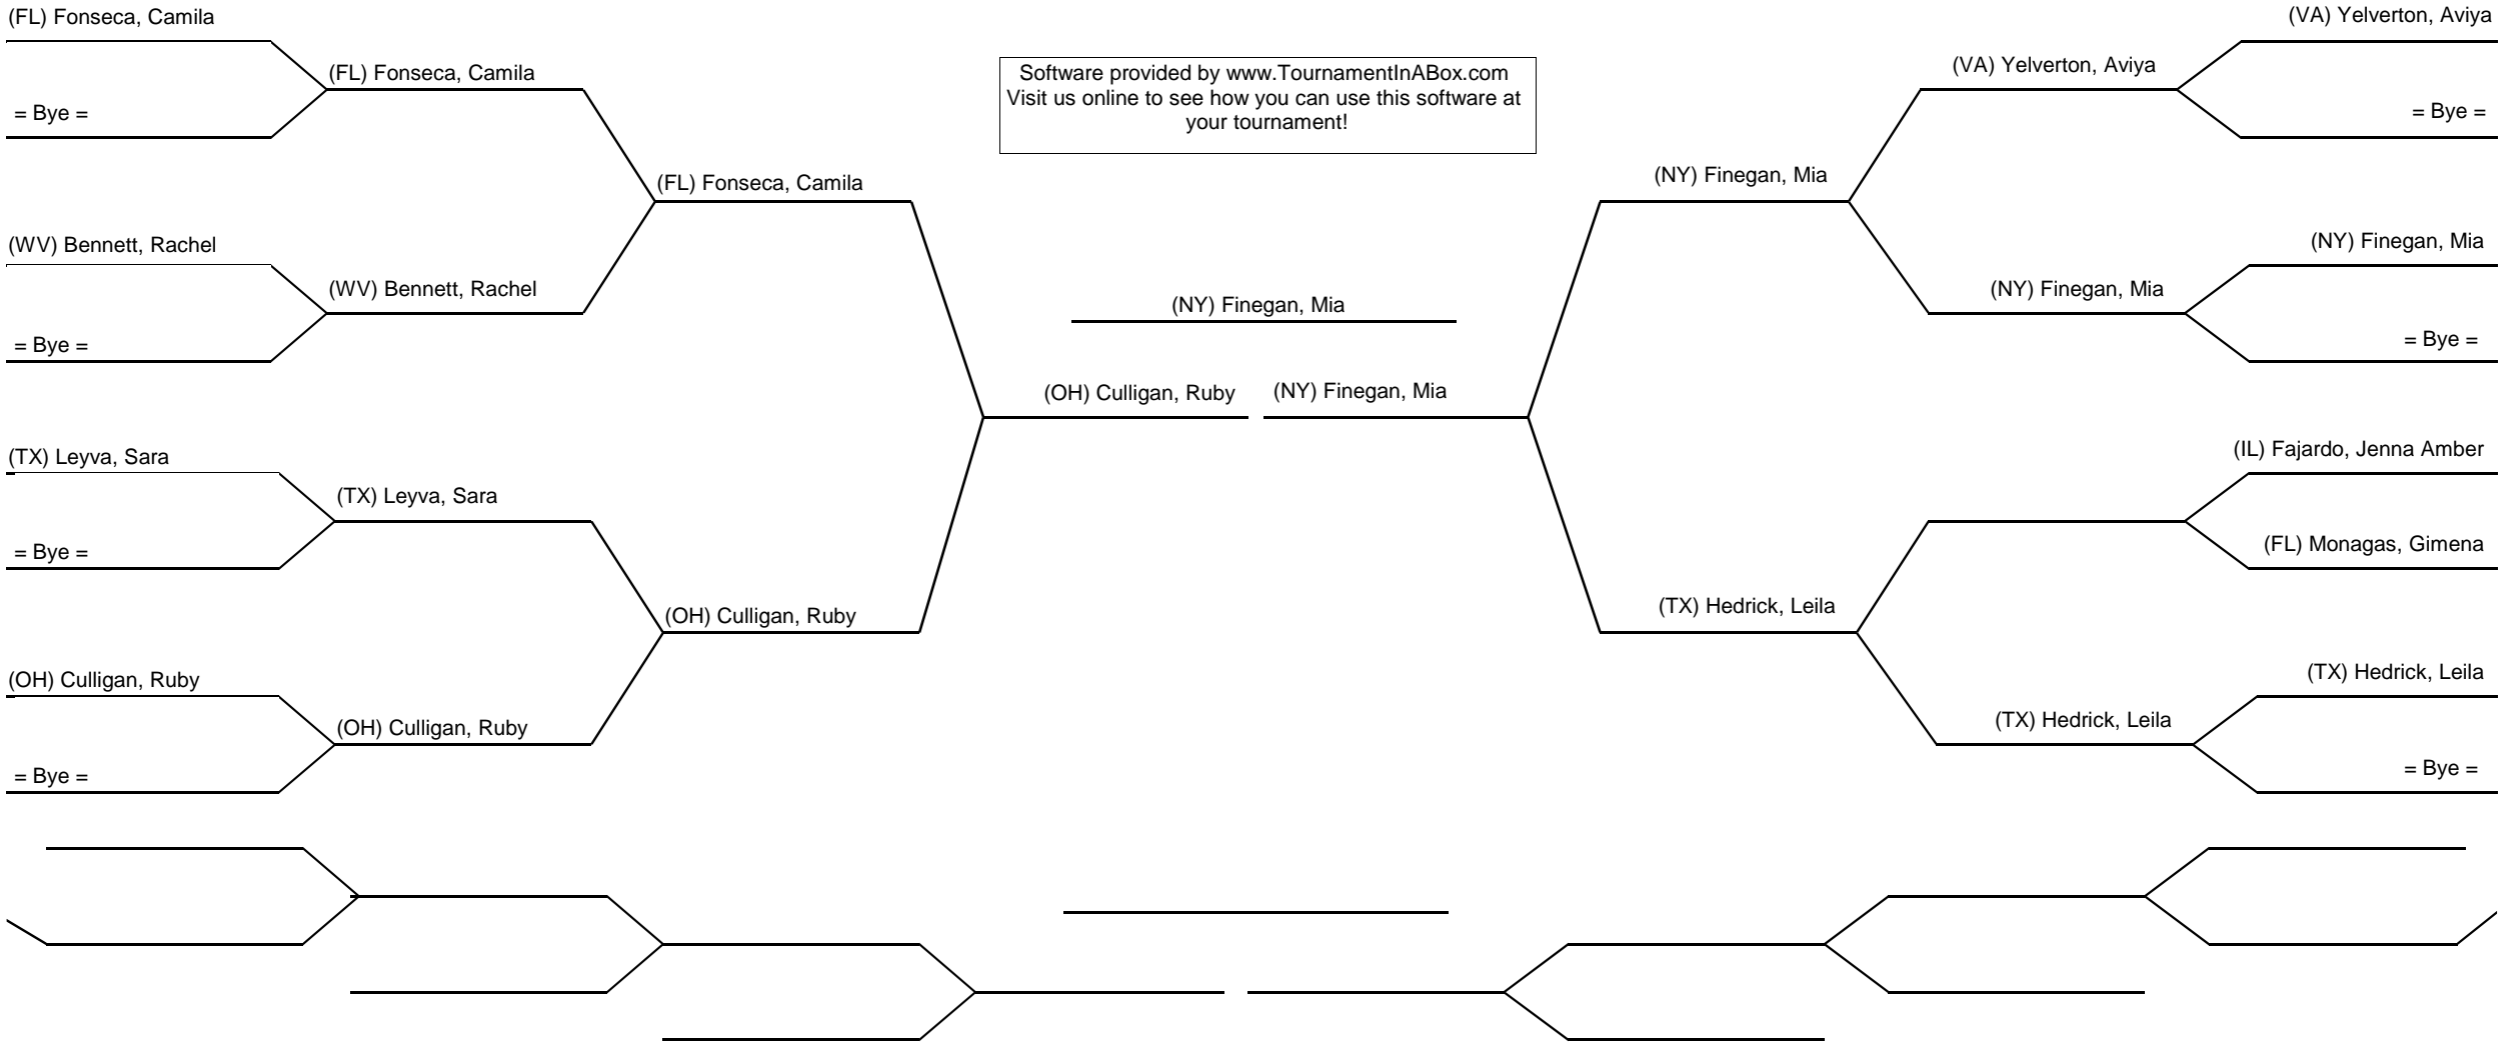 (FL) Fonseca, Camila
= Bye =
(WV) Bennett, Rachel
= Bye =
(TX) Leyva, Sara
= Bye =
(OH) Culligan, Ruby
= Bye =
(FL) Fonseca, Camila
(WV) Bennett, Rachel
(TX) Leyva, Sara
(OH) Culligan, Ruby
(FL) Fonseca, Camila
(OH) Culligan, Ruby
Software provided by www.TournamentInABox.com
Visit us online to see how you can use this software at
your tournament!
(NY) Finegan, Mia
(OH) Culligan, Ruby
(NY) Finegan, Mia
(NY) Finegan, Mia
(TX) Hedrick, Leila
(VA) Yelverton, Aviya
(NY) Finegan, Mia
(TX) Hedrick, Leila
(VA) Yelverton, Aviya
= Bye =
(NY) Finegan, Mia
= Bye =
(IL) Fajardo, Jenna Amber
(FL) Monagas, Gimena
(TX) Hedrick, Leila
= Bye =